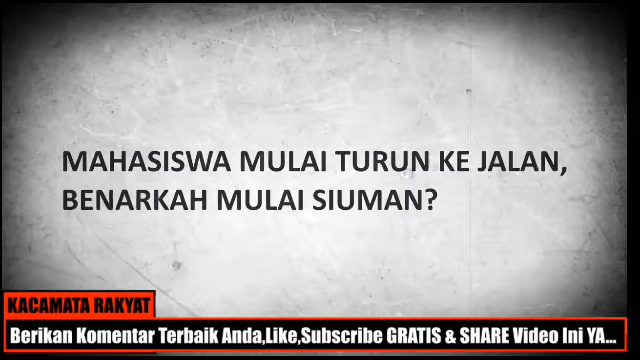 MAHASISWA MULAI TURUN KE JALAN,
BENARKAH MULAI SIUMAN?
KACAMATA RAKYAT
Berikan Komentar Terbaik Anda,Like,Subscribe GRATIS & SHARE Video Ini YA...